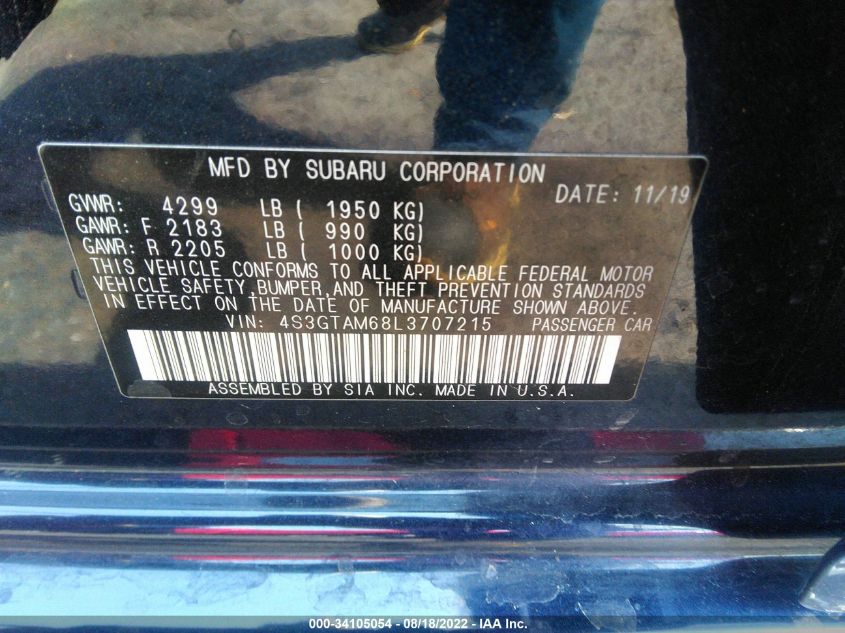 MFD BY SUBARU CORPORATION
DATE: 11/19
GVWR: 4299 LB ( 1950 KG)
GAWR: F 2183 LB ( 990 KG)
GAWR: R 2205 LB ( 1000 KG)
THIS VEHICLE CONFORMS TO ALL APPLICABLE FEDERAL MOTOR
VEHICLE SAFETY, BUMPER, AND THEFT PREVENTION STANDARDS
IN EFFECT ON THE DATE OF MANUFACTURE SHOWN ABOVE.
VIN: 4S3GTAM68L3707215 PASSENGER CAR
ASSEMBLED BY SIA INC. MADE IN U.S.A.
000-34105054 - 08/18/2022 - IAA Inc.